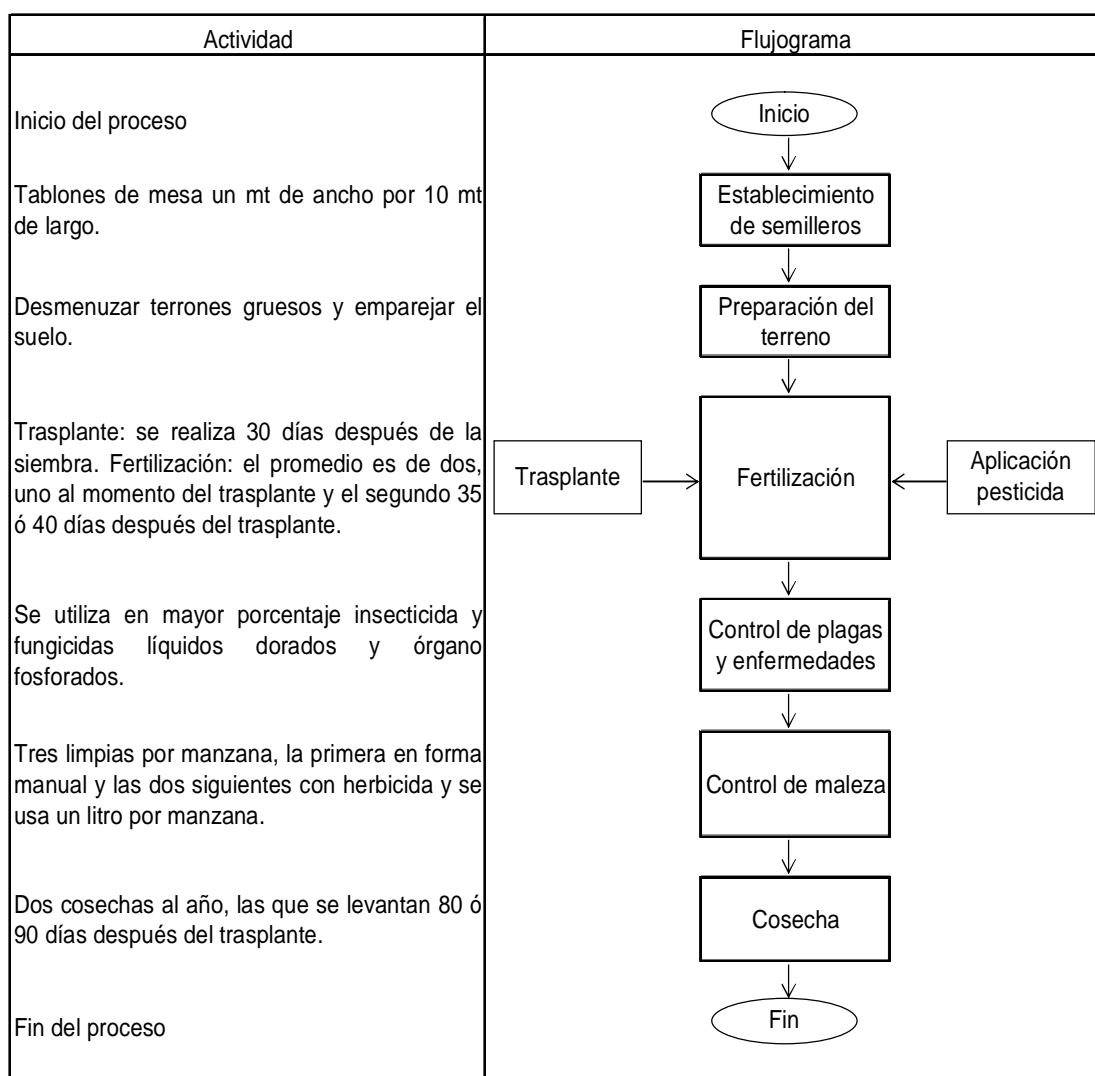 Actividad
Flujograma
Inicio del proceso
Inicio
Tablones de mesa un mt de ancho por 10 mt
de largo.
Establecimiento
de semilleros
Desmenuzar terrones gruesos y emparejar el
suelo.
Preparación del
terreno
Trasplante: se realiza 30 días después de la
siembra. Fertilización: el promedio es de dos,
uno al momento del trasplante y el segundo 35
ó 40 días después del trasplante.
Trasplante
Fertilización
Aplicación
pesticida
Se utiliza en mayor porcentaje insecticida y
fungicidas líquidos dorados y órgano
fosforados.
Control de plagas
y enfermedades
Tres limpias por manzana, la primera en forma
manual y las dos siguientes con herbicida y se
usa un litro por manzana.
Control de maleza
Dos cosechas al año, las que se levantan 80 ó
90 días después del trasplante.
Cosecha
Fin del proceso
Fin